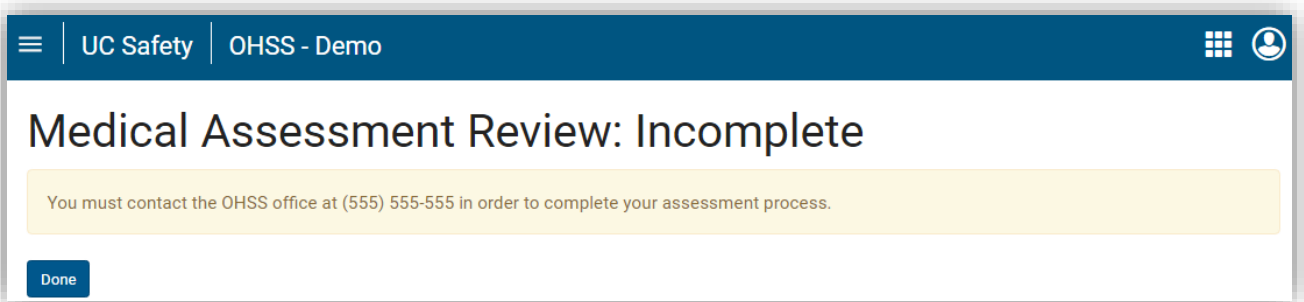 UC Safety OHSS - Demo
Medical Assessment Review: Incomplete
You must contact the OHSS office at (555) 555-555 in order to complete your assessment process.
Done